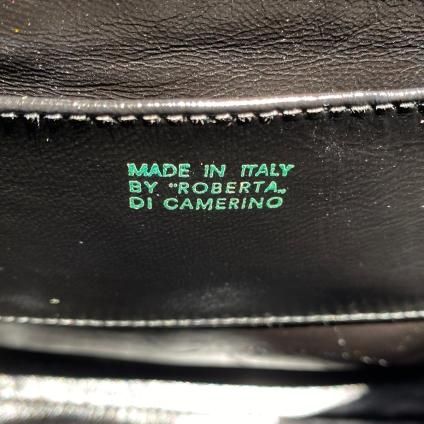 MADE IN ITALY
BY "ROBERTA„
DI CAMERINO